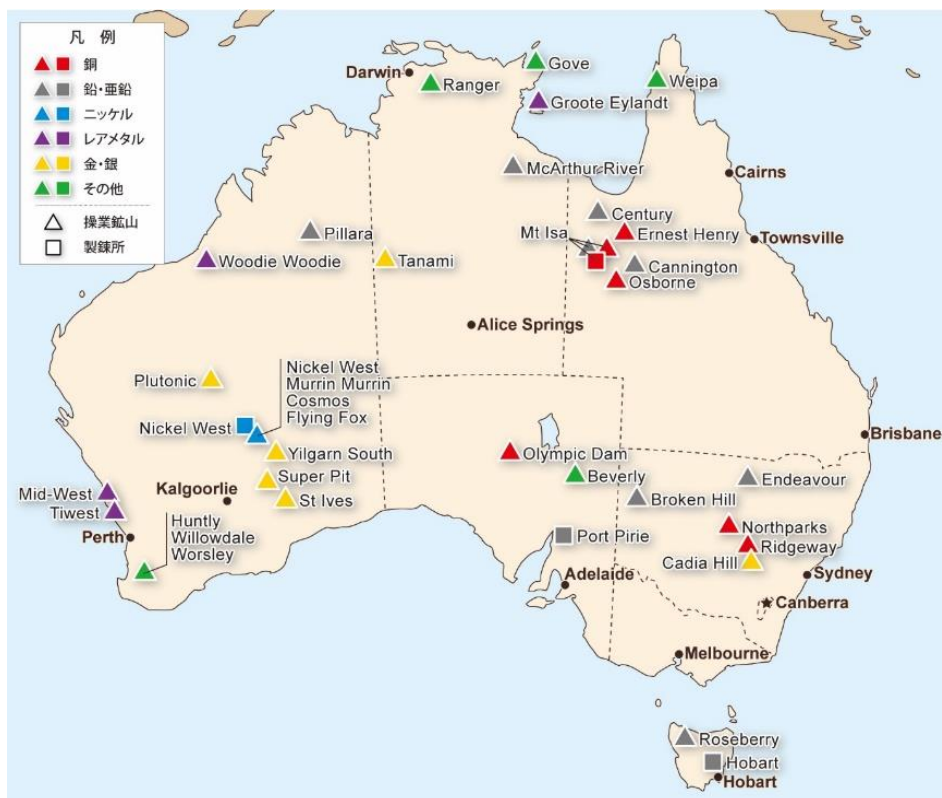 凡 例
銅
鉛・亜鉛
ニッケル
レアメタル
金・銀
その他
操業鉱山
製錬所
Darwin
Ranger
Gove
Groote Eylandt
Weipa
McArthur River
Cairns
Century
Mt Isa
Ernest Henry
Townsville
Cannington
Osborne
Pillara
Woodie Woodie
Tanami
Alice Springs
Plutonic
Nickel West
Murrin Murrin
Cosmos
Flying Fox
Nickel West
Yilgarn South
Super Pit
St Ives
Kalgoorlie
Mid-West
Tiwest
Perth
Huntly
Willowdale
Worsley
Olympic Dam
Beverly
Brisbane
Endeavour
Broken Hill
Northparks
Ridgeway
Cadia Hill
Port Pirie
Adelaide
Sydney
Canberra
Melbourne
Roseberry
Hobart
Hobart